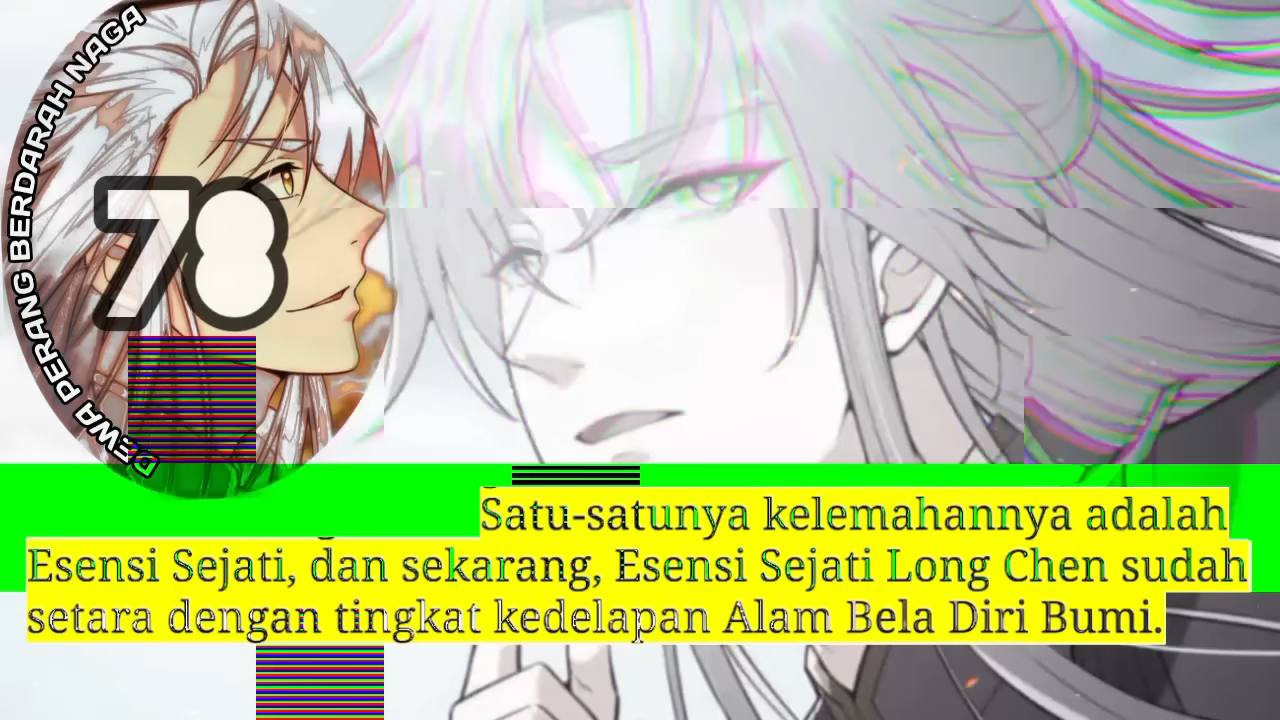 DEWA PERANG BERDARAH NAGA
78
Satu-satunya kelemahannya adalah
Esensi Sejati, dan sekarang, Esensi Sejati Long Chen sudah
setara dengan tingkat kedelapan Alam Bela Diri Bumi.